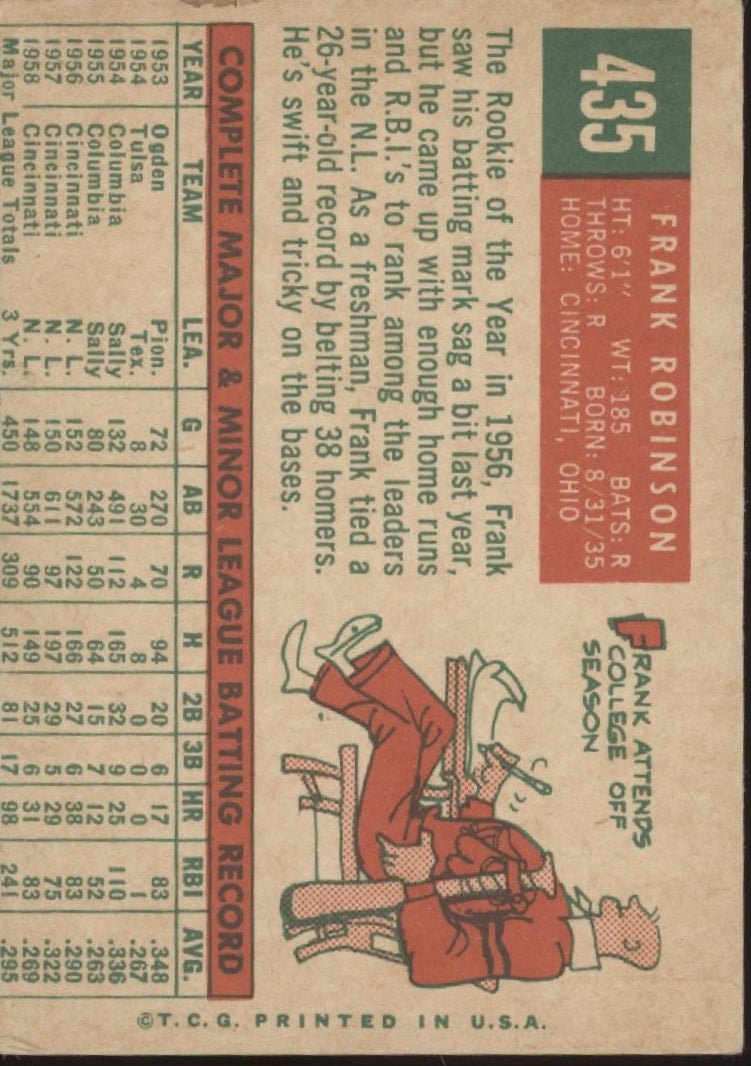 435
FRANK ROBINSON
HT: 6'1" WT: 185 BATS: R
THROWS: R BORN: 8/31/35
HOME: CINCINNATI, OHIO
The Rookie of the Year in 1956, Frank
saw his batting mark sag a bit last year,
but he came up with enough home runs
and R.B.I.'s to rank among the leaders
in the N.L. As a freshman, Frank tied a
26-year-old record by belting 38 homers.
He's swift and tricky on the bases.
FRANK ATTENDS
COLLEGE OFF
SEASON
COMPLETE MAJOR & MINOR LEAGUE BATTING RECORD
YEAR TEAM LEA. G AB R H 2B 3B HR RBI AVG.
1953 Ogden Pion. 72 270 70 94 20 6 17 83 .348
1954 Tulsa Tex. 8 30 4 8 0 0 0 1 .267
1954 Columbia Sally 132 491 112 165 32 9 25 110 .336
1955 Columbia Sally 80 243 50 64 15 7 12 52 .263
1956 Cincinnati N. L. 152 572 122 166 27 6 38 83 .290
1957 Cincinnati N. L. 150 611 97 197 29 5 29 75 .322
1958 Cincinnati N. L. 148 554 90 149 25 6 31 83 .269
Major League Totals 3 Yrs. 450 1737 309 512 81 17 98 241 .295
©T.C.G. PRINTED IN U.S.A.